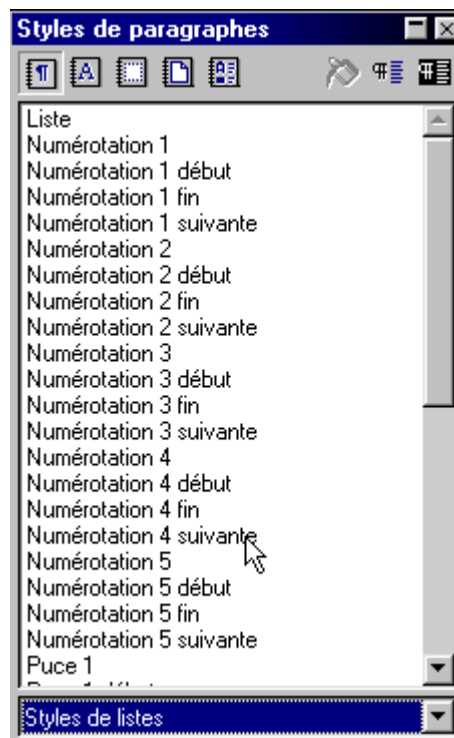 Styles de paragraphes
Liste
Numérotation 1
Numérotation 1 début
Numérotation 1 fin
Numérotation 1 suivante
Numérotation 2
Numérotation 2 début
Numérotation 2 fin
Numérotation 2 suivante
Numérotation 3
Numérotation 3 début
Numérotation 3 fin
Numérotation 3 suivante
Numérotation 4
Numérotation 4 début
Numérotation 4 fin
Numérotation 4 suivante
Numérotation 5
Numérotation 5 début
Numérotation 5 fin
Numérotation 5 suivante
Puce 1
Styles de listes